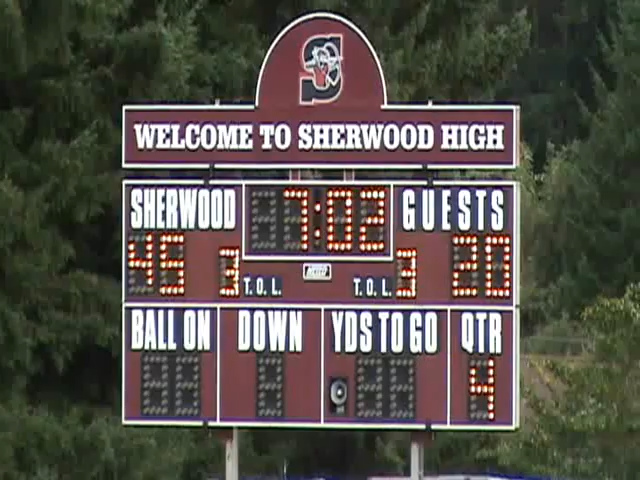 S
WELCOME TO SHERWOOD HIGH
SHERWOOD 7:02 GUESTS
45 3 T.O.L. T.O.L. 3 20
BALL ON DOWN YDS TO GO QTR
4